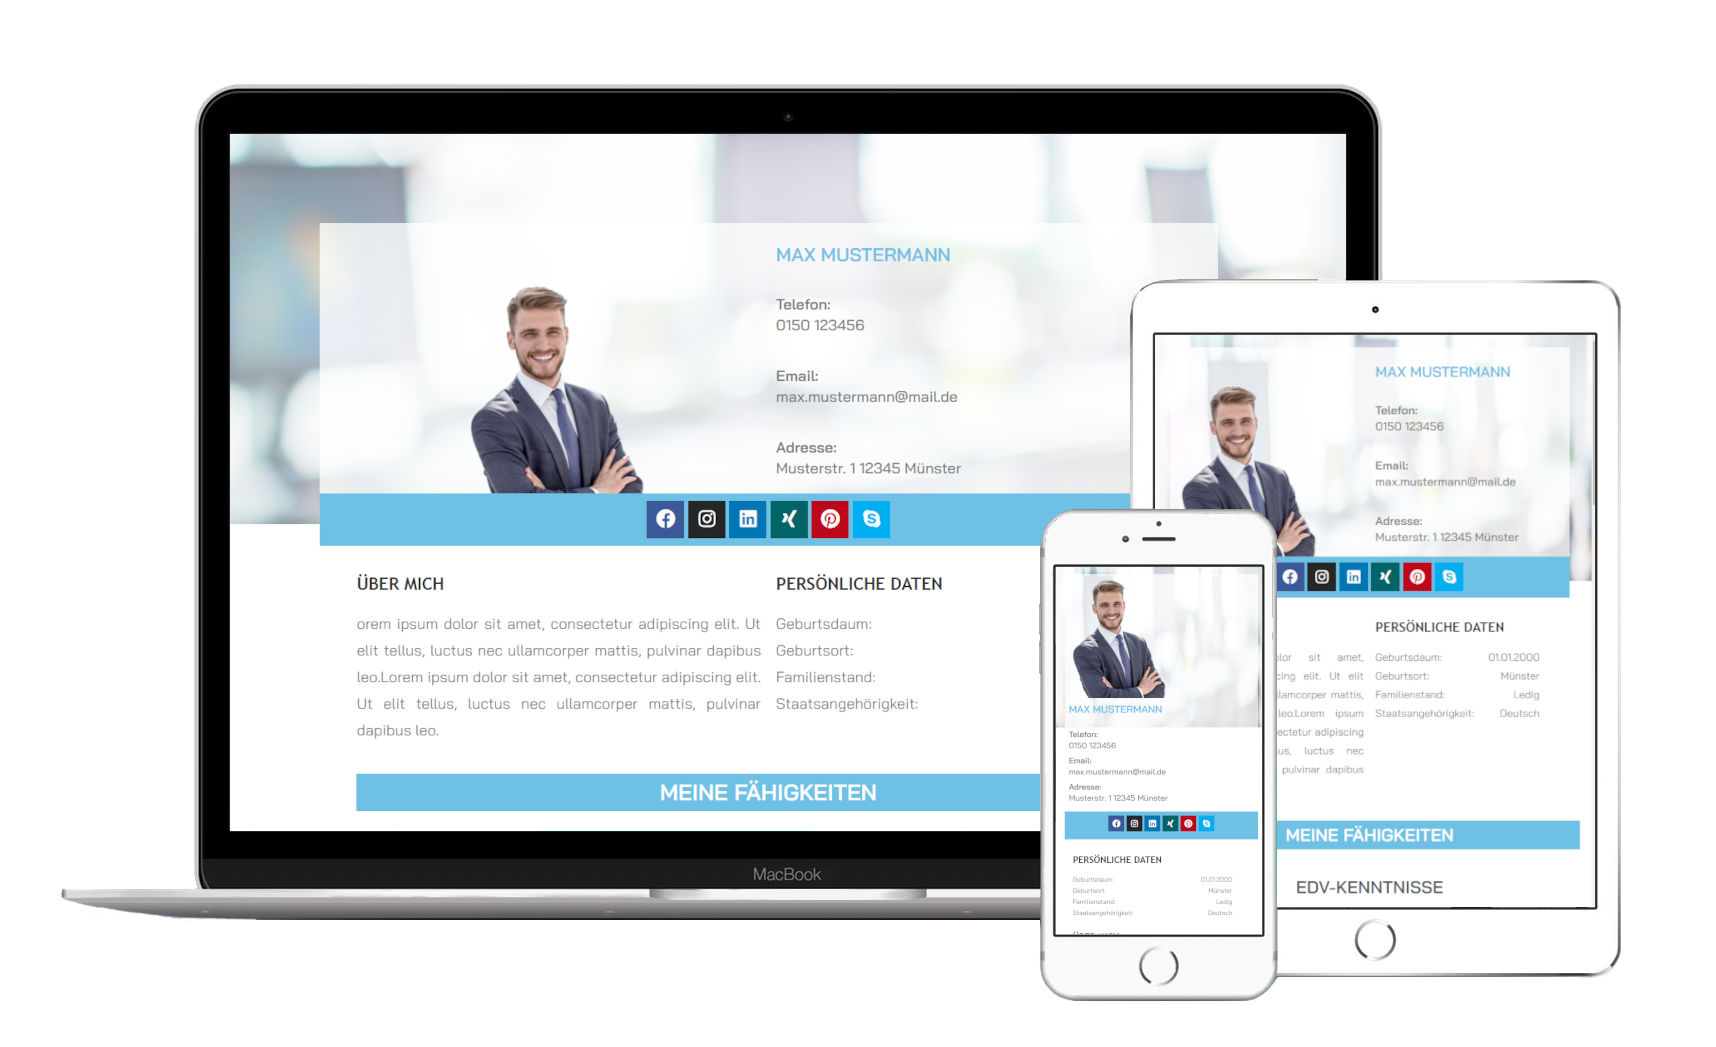 MAX MUSTERMANN
Telefon:
0150 123456
Email:
max.mustermann@mail.de
Adresse:
Musterstr. 1 12345 Münster
ÜBER MICH
orem ipsum dolor sit amet, consectetur adipiscing elit. Ut
elit tellus, luctus nec ullamcorper mattis, pulvinar dapibus
leo.Lorem ipsum dolor sit amet, consectetur adipiscing elit.
Ut elit tellus, luctus nec ullamcorper mattis, pulvinar
dapibus leo.
PERSÖNLICHE DATEN
Geburtsdaum:
Geburtsort:
Familienstand:
Staatsangehörigkeit:
MEINE FÄHIGKEITEN
MacBook
MAX MUSTERMANN
Telefon:
0150 123456
Email:
max.mustermann@mail.de
Adresse:
Musterstr. 1 12345 Münster
PERSÖNLICHE DATEN
Geburtsdaum: 01.01.2000
Geburtsort: Münster
Familienstand: Ledig
Staatsangehörigkeit: Deutsch
MAX MUSTERMANN
Telefon:
0150 123456
Email:
max.mustermann@mail.de
Adresse:
Musterstr. 1 12345 Münster
sit amet,
elit. Ut elit
mattis,
leo.Lorem ipsum
adipiscing
luctus nec
pulvinar dapibus
PERSÖNLICHE DATEN
Geburtsdaum: 01.01.2000
Geburtsort: Münster
Familienstand: Ledig
Staatsangehörigkeit: Deutsch
MEINE FÄHIGKEITEN
EDV-KENNTNISSE